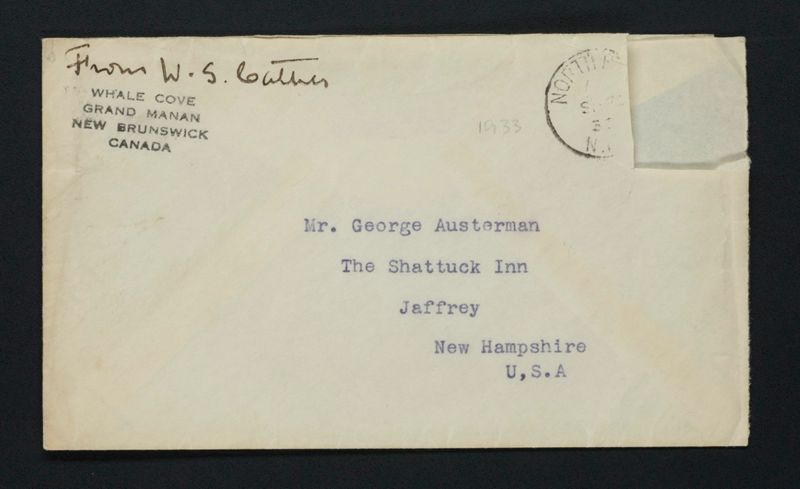 From W. S. Cather
WHALE COVE
GRAND MANAN
NEW BRUNSWICK
CANADA
1933
NORTH
N.
Mr. George Austerman
The Shattuck Inn
Jaffrey
New Hampshire
U,S.A